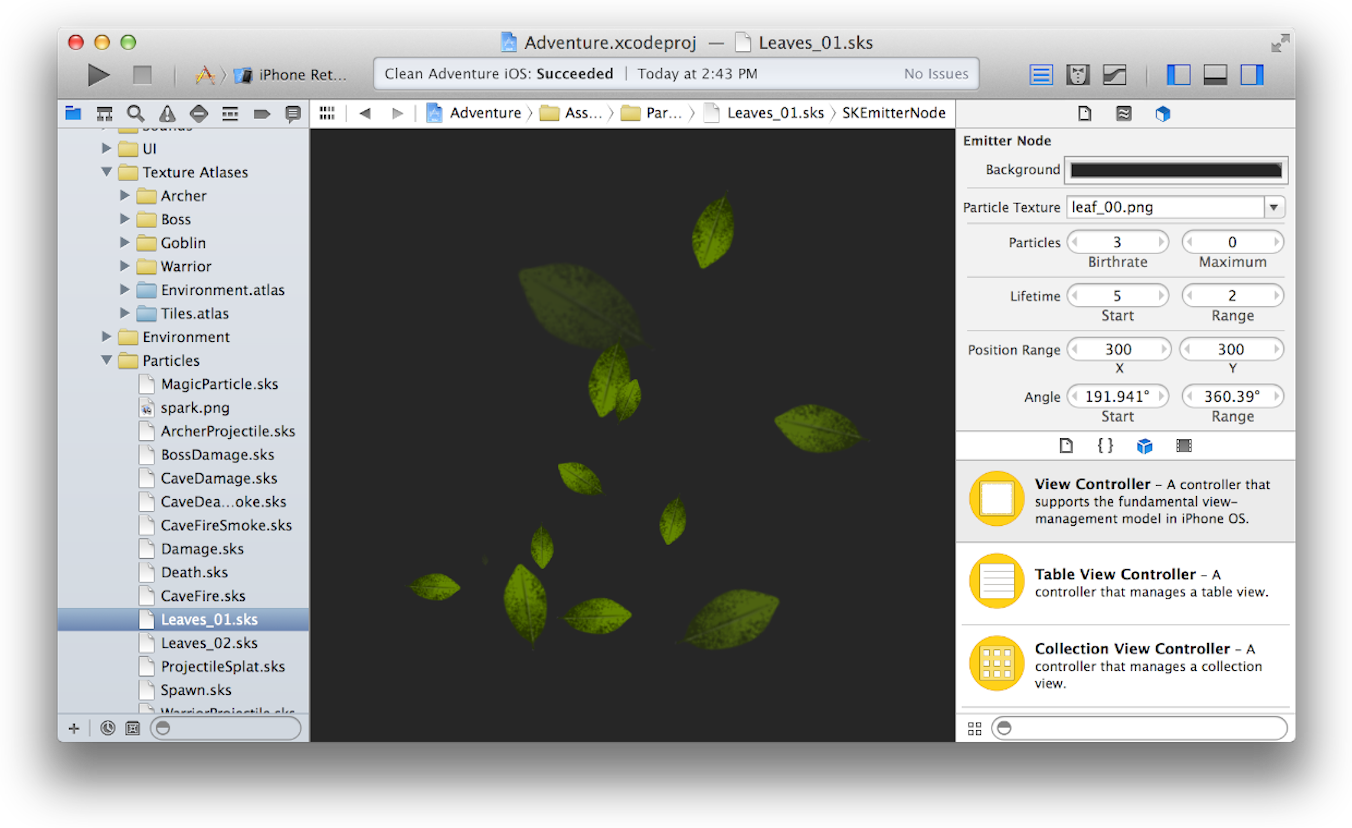 Adventure.xcodeproj — Leaves_01.sks
iPhone Ret...
Clean Adventure iOS: Succeeded | Today at 2:43 PM
No Issues
Adventure
Ass...
Par...
Leaves_01.sks
SKEmitterNode
Sounds
UI
Texture Atlases
Archer
Boss
Goblin
Warrior
Environment.atlas
Tiles.atlas
Environment
Particles
MagicParticle.sks
spark.png
ArcherProjectile.sks
BossDamage.sks
CaveDamage.sks
CaveDea...oke.sks
CaveFireSmoke.sks
Damage.sks
Death.sks
CaveFire.sks
Leaves_01.sks
Leaves_02.sks
ProjectileSplat.sks
Spawn.sks
WarriorProjectile.sks
Emitter Node
Background
Particle Texture leaf_00.png
Particles 3 0
Birthrate Maximum
Lifetime 5 2
Start Range
Position Range 300 300
X Y
Angle 191.941° 360.39°
Start Range
{ }
View Controller – A controller that
supports the fundamental view-
management model in iPhone OS.
Table View Controller – A
controller that manages a table view.
Collection View Controller – A
controller that manages a collection
view.